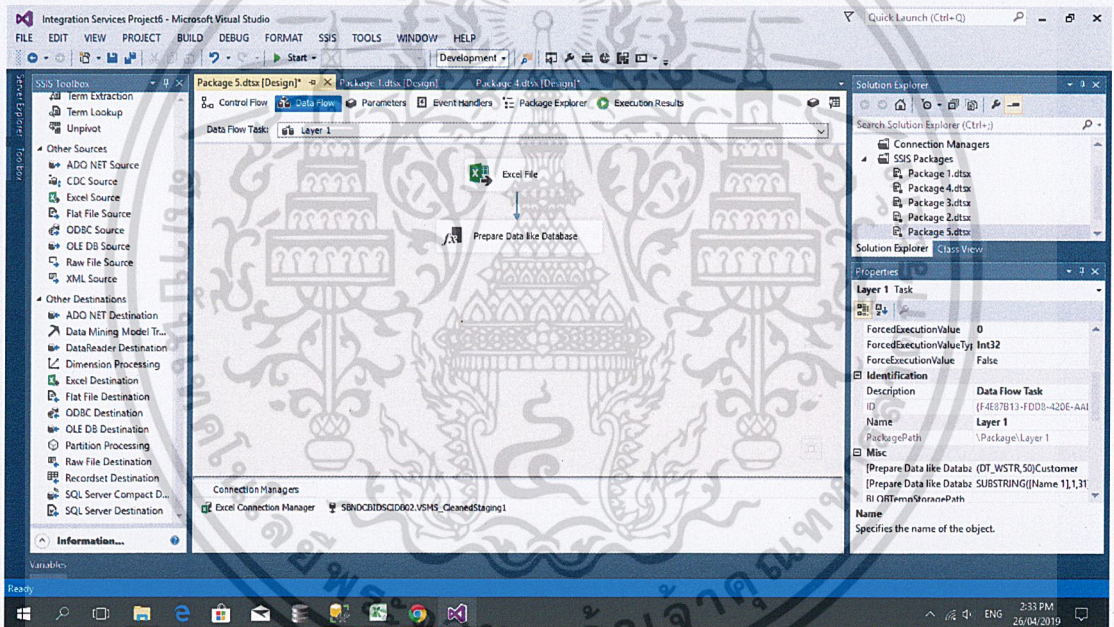 Integration Services Project6 - Microsoft Visual Studio
Quick Launch (Ctrl+Q)
FILE EDIT VIEW PROJECT BUILD DEBUG FORMAT SSIS TOOLS WINDOW HELP
Start
Development
Server Explorer
Toolbox
SSIS Toolbox
Term Extraction
Term Lookup
Unpivot
Other Sources
ADO NET Source
CDC Source
Excel Source
Flat File Source
ODBC Source
OLE DB Source
Raw File Source
XML Source
Other Destinations
ADO NET Destination
Data Mining Model Tr...
DataReader Destination
Dimension Processing
Excel Destination
Flat File Destination
ODBC Destination
OLE DB Destination
Partition Processing
Raw File Destination
Recordset Destination
SQL Server Compact D...
SQL Server Destination
Information...
Package 5.dtsx [Design]* Package 1.dtsx [Design] Package 4.dtsx [Design]*
Control Flow Data Flow Parameters Event Handlers Package Explorer Execution Results
Data Flow Task: Layer 1
Excel File
Prepare Data like Database
Connection Managers
Excel Connection Manager SBNDCBIDSCIDB02.VSMS_CleanedStaging1
Solution Explorer
Search Solution Explorer (Ctrl+;)
Connection Managers
SSIS Packages
Package 1.dtsx
Package 4.dtsx
Package 3.dtsx
Package 2.dtsx
Package 5.dtsx
Solution Explorer Class View
Properties
Layer 1 Task
ForcedExecutionValue 0
ForcedExecutionValueTyp Int32
ForceExecutionValue False
Identification
Description Data Flow Task
ID {F4E87B13-FDD8-420E-AAI
Name Layer 1
PackagePath \Package\Layer 1
Misc
[Prepare Data like Databa (DT_WSTR,50)Customer
[Prepare Data like Databa SUBSTRING([Name 1],1,31
BLOBTempStoragePath
Name
Specifies the name of the object.
Variables
Ready
ENG
2:33 PM
26/04/2019